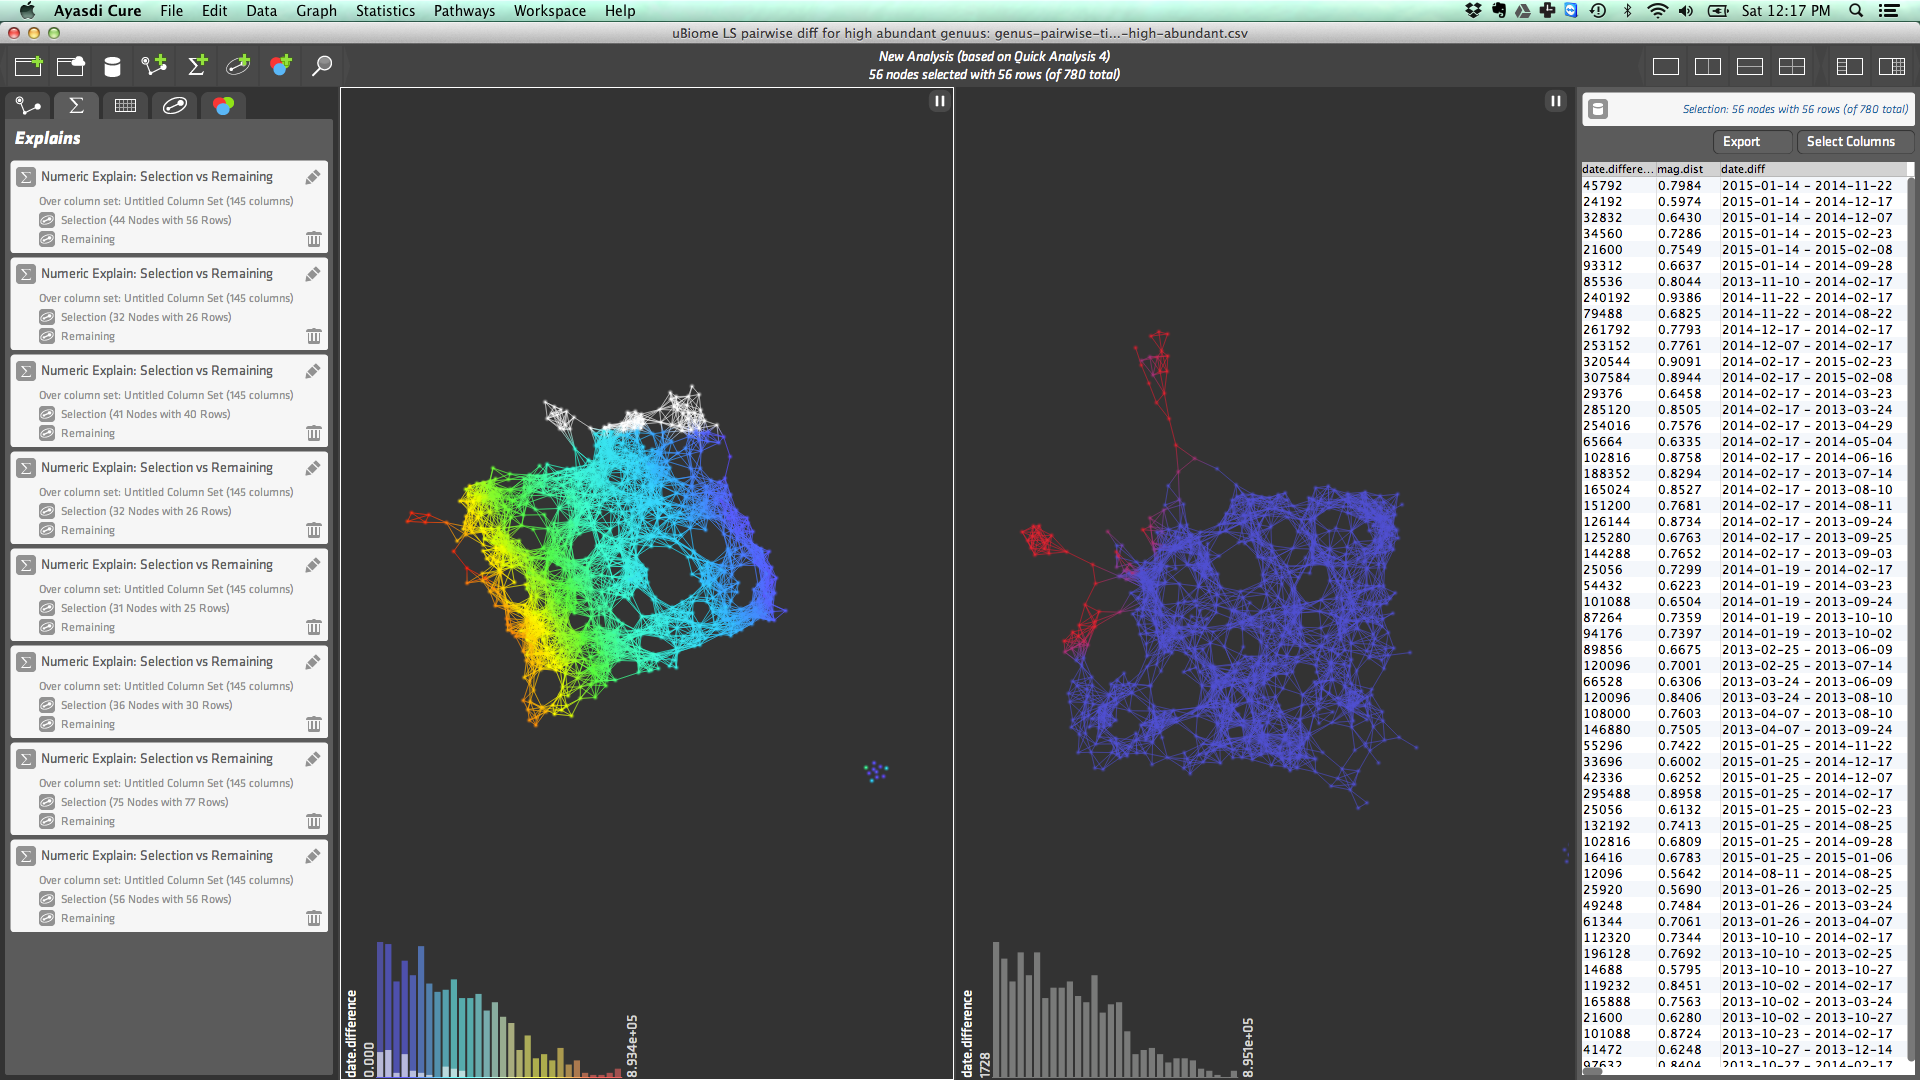 Ayasdi Cure File Edit Data Graph Statistics Pathways Workspace Help Sat 12:17 PM
uBiome LS pairwise diff for high abundant genuus: genus-pairwise-ti...-high-abundant.csv
New Analysis (based on Quick Analysis 4)
56 nodes selected with 56 rows (of 780 total)
Explains
Numeric Explain: Selection vs Remaining
Over column set: Untitled Column Set (145 columns)
Selection (44 Nodes with 56 Rows)
Remaining
Numeric Explain: Selection vs Remaining
Over column set: Untitled Column Set (145 columns)
Selection (32 Nodes with 26 Rows)
Remaining
Numeric Explain: Selection vs Remaining
Over column set: Untitled Column Set (145 columns)
Selection (41 Nodes with 40 Rows)
Remaining
Numeric Explain: Selection vs Remaining
Over column set: Untitled Column Set (145 columns)
Selection (32 Nodes with 26 Rows)
Remaining
Numeric Explain: Selection vs Remaining
Over column set: Untitled Column Set (145 columns)
Selection (31 Nodes with 25 Rows)
Remaining
Numeric Explain: Selection vs Remaining
Over column set: Untitled Column Set (145 columns)
Selection (36 Nodes with 30 Rows)
Remaining
Numeric Explain: Selection vs Remaining
Over column set: Untitled Column Set (145 columns)
Selection (75 Nodes with 77 Rows)
Remaining
Numeric Explain: Selection vs Remaining
Over column set: Untitled Column Set (145 columns)
Selection (56 Nodes with 56 Rows)
Remaining
date.difference
0.000
8.934e+05
date.difference
1728
8.951e+05
Selection: 56 nodes with 56 rows (of 780 total)
Export Select Columns
date.differe... mag.dist date.diff
45792 0.7984 2015-01-14 - 2014-11-22
24192 0.5974 2015-01-14 - 2014-12-17
32832 0.6430 2015-01-14 - 2014-12-07
34560 0.7286 2015-01-14 - 2015-02-23
21600 0.7549 2015-01-14 - 2015-02-08
93312 0.6637 2015-01-14 - 2014-09-28
85536 0.8044 2013-11-10 - 2014-02-17
240192 0.9386 2014-11-22 - 2014-02-17
79488 0.6825 2014-11-22 - 2014-08-22
261792 0.7793 2014-12-17 - 2014-02-17
253152 0.7761 2014-12-07 - 2014-02-17
320544 0.9091 2014-02-17 - 2015-02-23
307584 0.8944 2014-02-17 - 2015-02-08
29376 0.6458 2014-02-17 - 2014-03-23
285120 0.8505 2014-02-17 - 2013-03-24
254016 0.7576 2014-02-17 - 2013-04-29
65664 0.6335 2014-02-17 - 2014-05-04
102816 0.8758 2014-02-17 - 2014-06-16
188352 0.8294 2014-02-17 - 2013-07-14
165024 0.8527 2014-02-17 - 2013-08-10
151200 0.7681 2014-02-17 - 2014-08-11
126144 0.8734 2014-02-17 - 2013-09-24
125280 0.6763 2014-02-17 - 2013-09-25
144288 0.7652 2014-02-17 - 2013-09-03
25056 0.7299 2014-01-19 - 2014-02-17
54432 0.6223 2014-01-19 - 2014-03-23
101088 0.6504 2014-01-19 - 2013-09-24
87264 0.7359 2014-01-19 - 2013-10-10
94176 0.7397 2014-01-19 - 2013-10-02
89856 0.6675 2013-02-25 - 2013-06-09
120096 0.7001 2013-02-25 - 2013-07-14
66528 0.6306 2013-03-24 - 2013-06-09
120096 0.8406 2013-03-24 - 2013-08-10
108000 0.7603 2013-04-07 - 2013-08-10
146880 0.7505 2013-04-07 - 2013-09-24
55296 0.7422 2015-01-25 - 2014-11-22
33696 0.6002 2015-01-25 - 2014-12-17
42336 0.6252 2015-01-25 - 2014-12-07
295488 0.8958 2015-01-25 - 2014-02-17
25056 0.6132 2015-01-25 - 2015-02-23
132192 0.7413 2015-01-25 - 2014-08-25
102816 0.6809 2015-01-25 - 2014-09-28
16416 0.6783 2015-01-25 - 2015-01-06
12096 0.5642 2014-08-11 - 2014-08-25
25920 0.5690 2013-01-26 - 2013-02-25
49248 0.7484 2013-01-26 - 2013-03-24
61344 0.7061 2013-01-26 - 2013-04-07
112320 0.7344 2013-10-10 - 2014-02-17
196128 0.7692 2013-10-10 - 2013-02-25
14688 0.5795 2013-10-10 - 2013-10-27
119232 0.8451 2013-10-02 - 2014-02-17
165888 0.7563 2013-10-02 - 2013-03-24
21600 0.6280 2013-10-02 - 2013-10-27
101088 0.8724 2013-10-23 - 2014-02-17
41472 0.6248 2013-10-27 - 2013-12-14
97632 0.8404 2013-10-27 - 2014-02-17